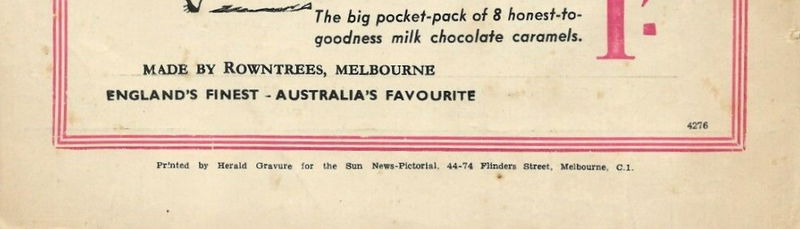 The big pocket-pack of 8 honest-to-
goodness milk chocolate caramels.
MADE BY ROWNTREES, MELBOURNE
ENGLAND'S FINEST - AUSTRALIA'S FAVOURITE
4276
Printed by Herald Gravure for the Sun News-Pictorial, 44-74 Flinders Street, Melbourne, C.1.